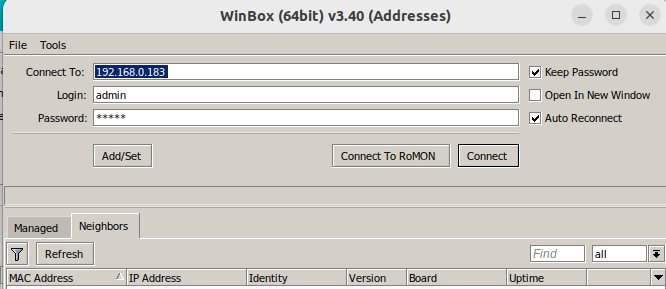 WinBox (64bit) v3.40 (Addresses)
File Tools
Connect To: 192.168.0.183 Keep Password
Login: admin Open In New Window
Password: ***** Auto Reconnect
Add/Set Connect To RoMON Connect
Managed Neighbors
Refresh Find all
MAC Address IP Address Identity Version Board Uptime